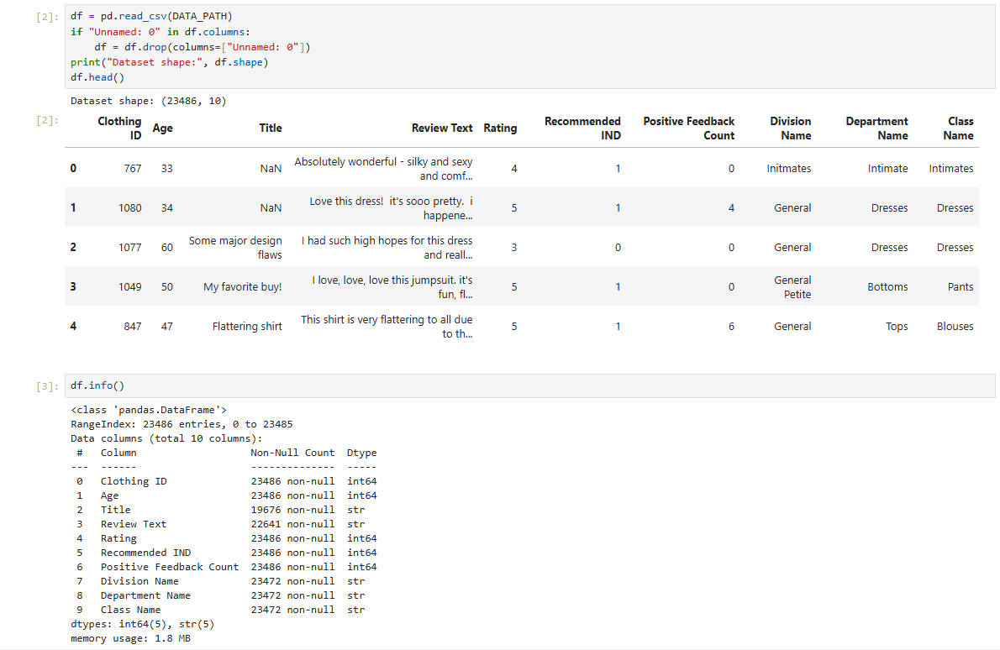 [2]: df = pd.read_csv(DATA_PATH)
if "Unnamed: 0" in df.columns:
    df = df.drop(columns=["Unnamed: 0"])
print("Dataset shape:", df.shape)
df.head()
Dataset shape: (23486, 10)
[2]: Clothing ID Age Title Review Text Rating Recommended IND Positive Feedback Count Division Name Department Name Class Name
0 767 33 NaN Absolutely wonderful - silky and sexy and comf... 4 1 0 Initmates Intimate Intimates
1 1080 34 NaN Love this dress! it's sooo pretty. i happene... 5 1 4 General Dresses Dresses
2 1077 60 Some major design flaws I had such high hopes for this dress and reall... 3 0 0 General Dresses Dresses
3 1049 50 My favorite buy! I love, love, love this jumpsuit. it's fun, fl... 5 1 0 General Petite Bottoms Pants
4 847 47 Flattering shirt This shirt is very flattering to all due to th... 5 1 6 General Tops Blouses
[3]: df.info()
<class 'pandas.DataFrame'>
RangeIndex: 23486 entries, 0 to 23485
Data columns (total 10 columns):
 #   Column                   Non-Null Count  Dtype
---  ------                   --------------  -----
 0   Clothing ID              23486 non-null  int64
 1   Age                      23486 non-null  int64
 2   Title                    19676 non-null  str
 3   Review Text              22641 non-null  str
 4   Rating                   23486 non-null  int64
 5   Recommended IND          23486 non-null  int64
 6   Positive Feedback Count  23486 non-null  int64
 7   Division Name            23472 non-null  str
 8   Department Name          23472 non-null  str
 9   Class Name               23472 non-null  str
dtypes: int64(5), str(5)
memory usage: 1.8 MB